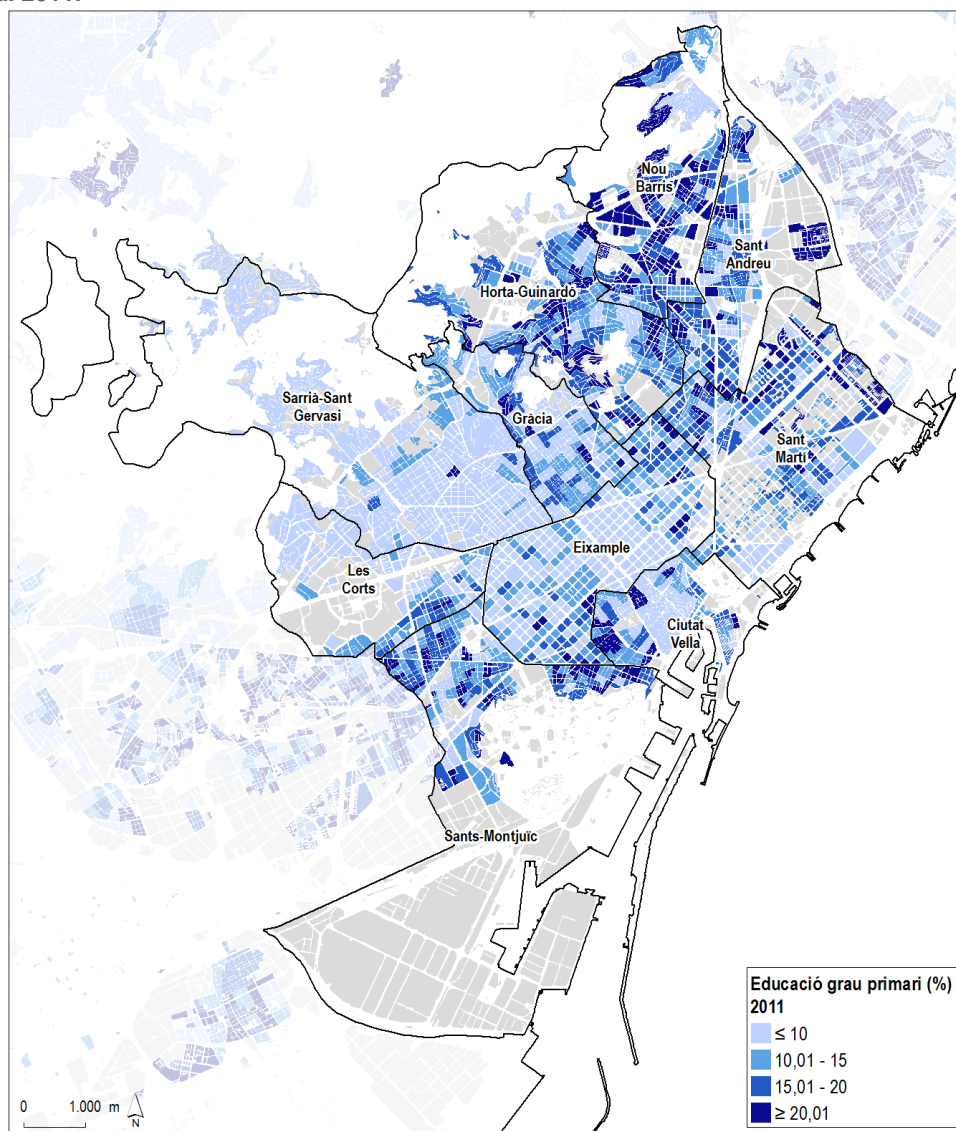 Nou
Barris
Sant
Andreu
Horta-Guinardó
Sarrià-Sant
Gervasi
Gràcia
Sant
Martí
Eixample
Les
Corts
Ciutat
Vella
Sants-Montjuïc
Educació grau primari (%)
2011
≤ 10
10,01 - 15
15,01 - 20
≥ 20,01
0 1.000 m
N